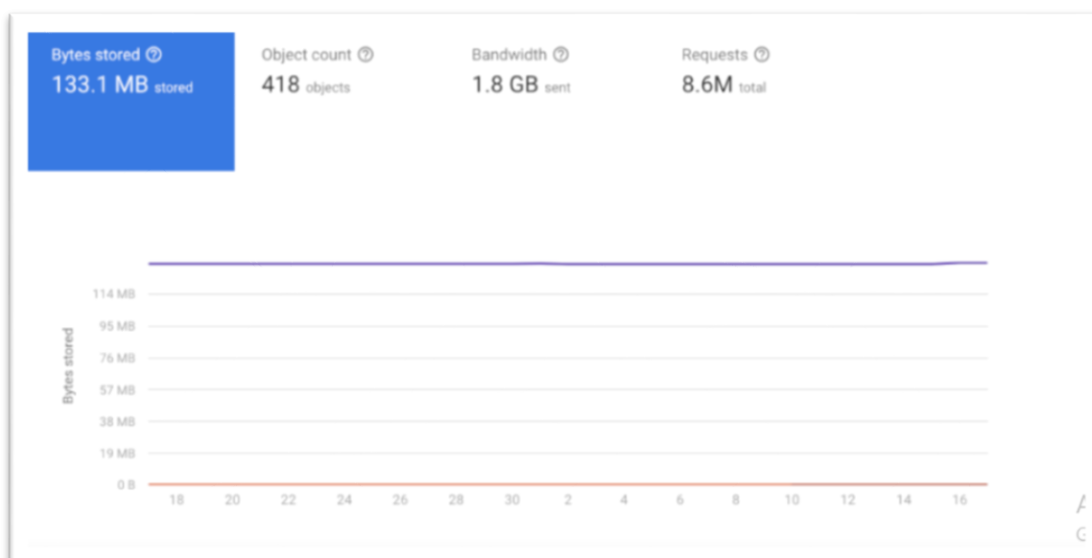 Bytes stored
133.1 MB stored
Object count
418 objects
Bandwidth
1.8 GB sent
Requests
8.6M total
Bytes stored
114 MB
95 MB
76 MB
57 MB
38 MB
19 MB
0 B
18 20 22 24 26 28 30 2 4 6 8 10 12 14 16
A
G